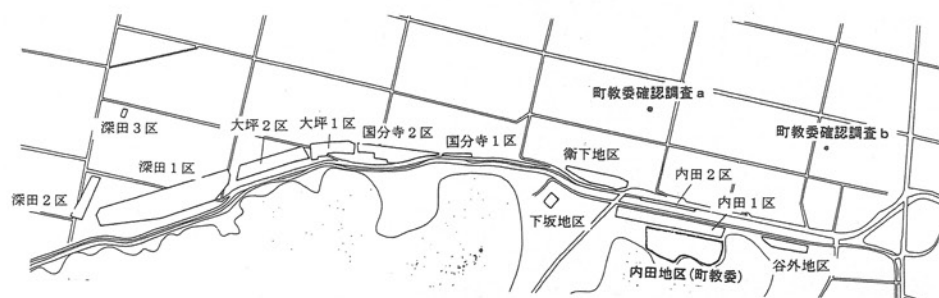 町教委確認調査a
町教委確認調査b
深田3区
大坪2区
大坪1区
国分寺2区
国分寺1区
衛下地区
深田1区
内田2区
深田2区
下坂地区
内田1区
内田地区(町教委)
谷外地区